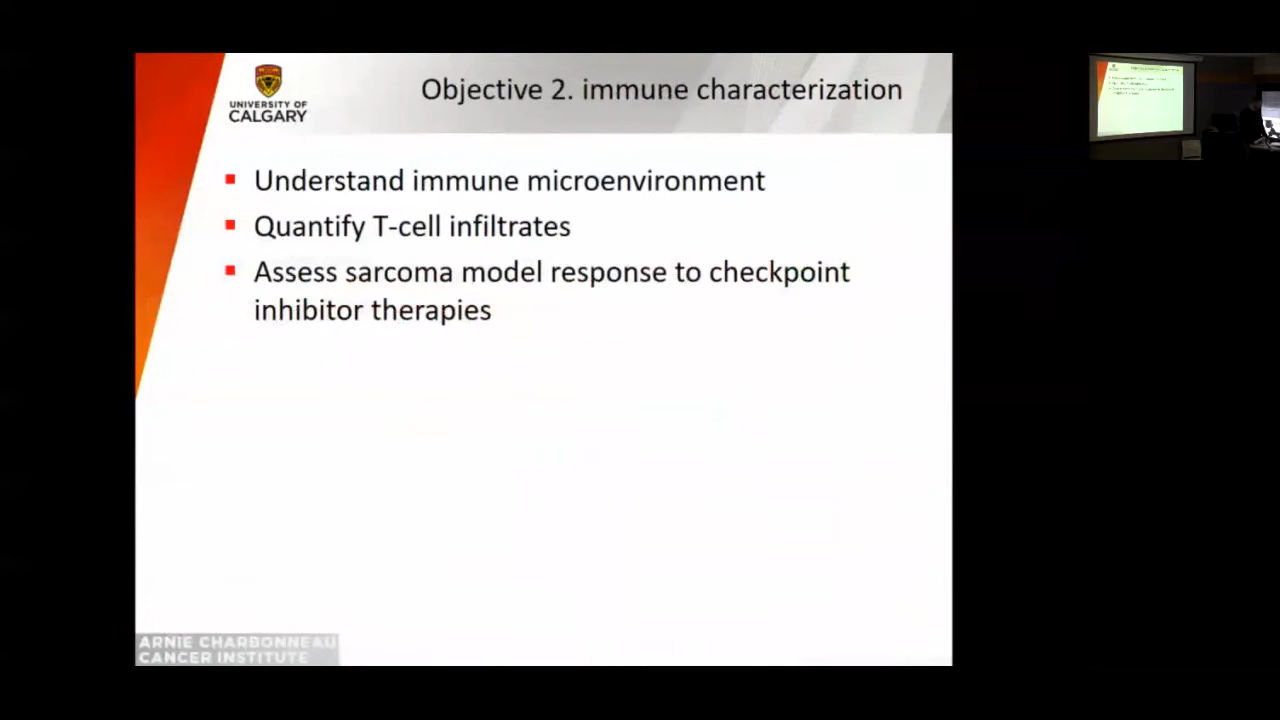 UNIVERSITY OF
CALGARY
Objective 2. immune characterization
Understand immune microenvironment
Quantify T-cell infiltrates
Assess sarcoma model response to checkpoint
inhibitor therapies
ARNIE CHARBONNEAU
CANCER INSTITUTE